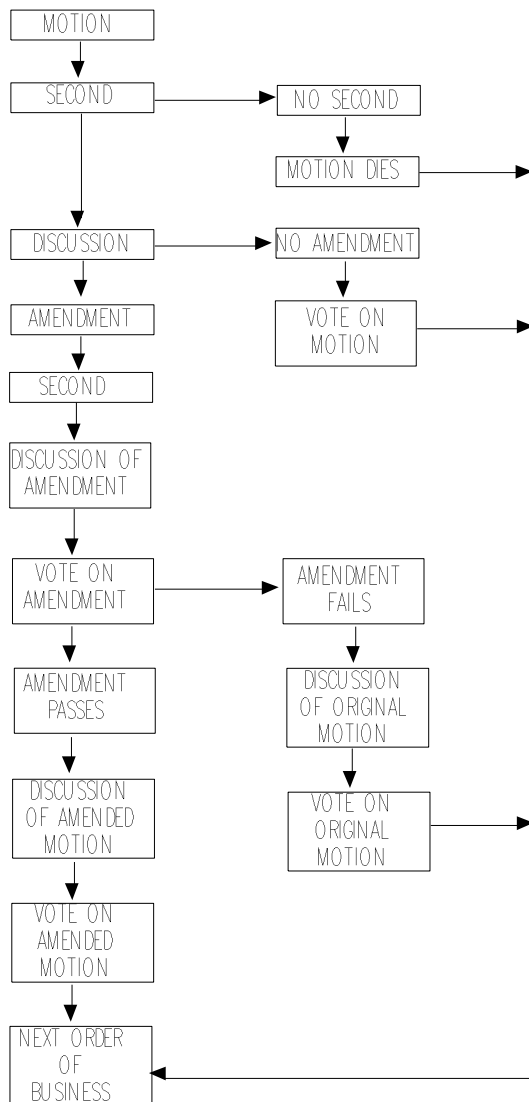 MOTION
SECOND
NO SECOND
MOTION DIES
DISCUSSION
NO AMENDMENT
AMENDMENT
VOTE ON
MOTION
SECOND
DISCUSSION OF
AMENDMENT
VOTE ON
AMENDMENT
AMENDMENT
FAILS
AMENDMENT
PASSES
DISCUSSION
OF ORIGINAL
MOTION
DISCUSSION
OF AMENDED
MOTION
VOTE ON
ORIGINAL
MOTION
VOTE ON
AMENDED
MOTION
NEXT ORDER
OF
BUSINESS